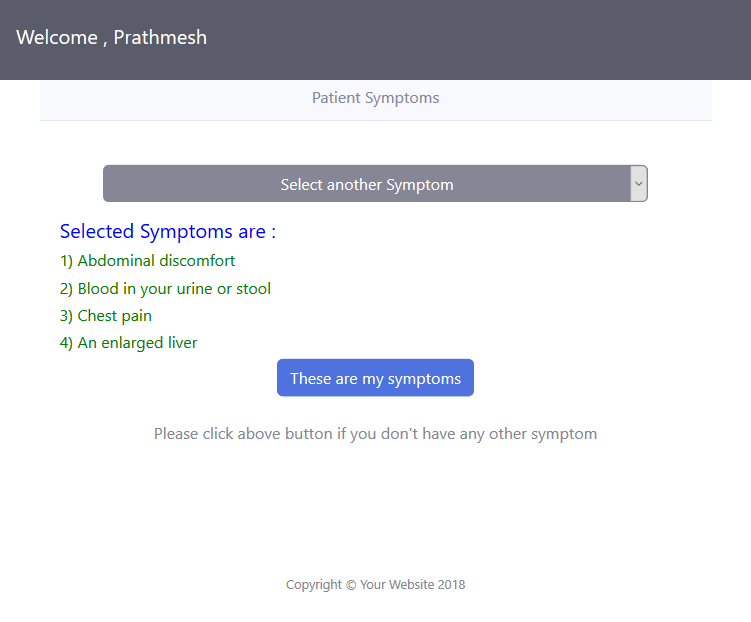 Welcome , Prathmesh
Patient Symptoms
Select another Symptom
Selected Symptoms are :
1) Abdominal discomfort
2) Blood in your urine or stool
3) Chest pain
4) An enlarged liver
These are my symptoms
Please click above button if you don't have any other symptom
Copyright © Your Website 2018